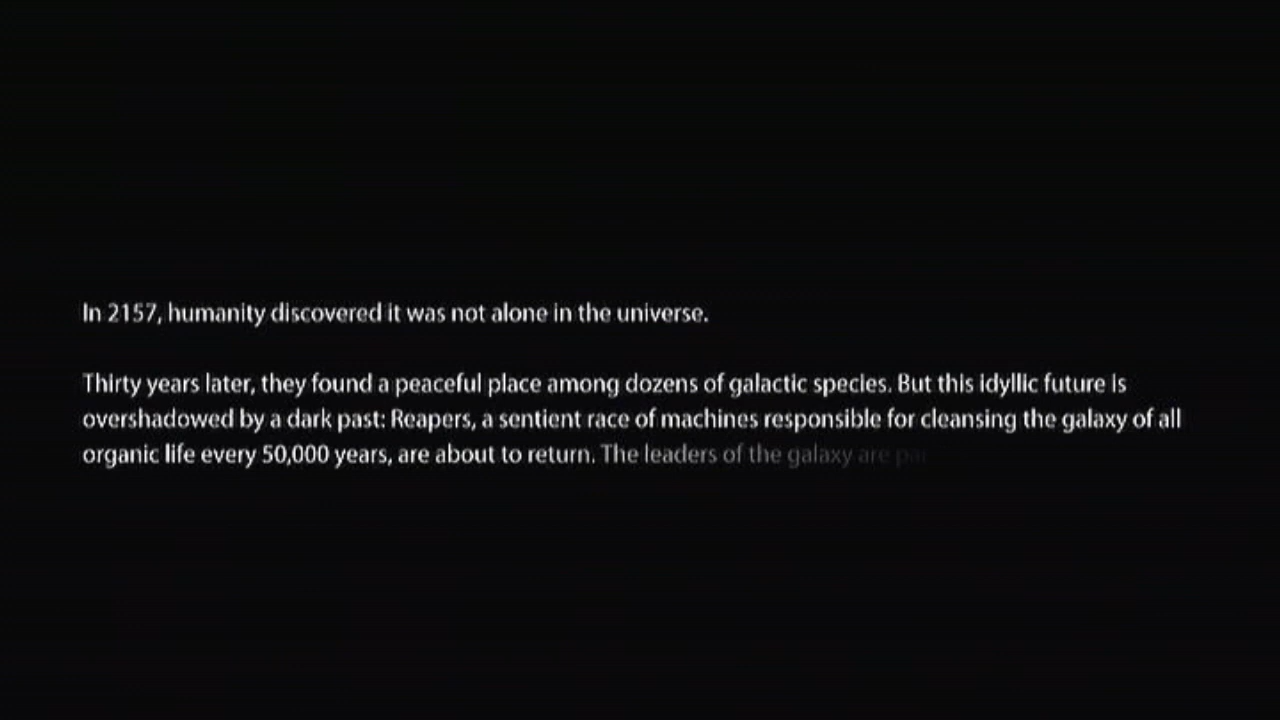 In 2157, humanity discovered it was not alone in the universe.
Thirty years later, they found a peaceful place among dozens of galactic species. But this idyllic future is
overshadowed by a dark past: Reapers, a sentient race of machines responsible for cleansing the galaxy of all
organic life every 50,000 years, are about to return. The leaders of the galaxy are